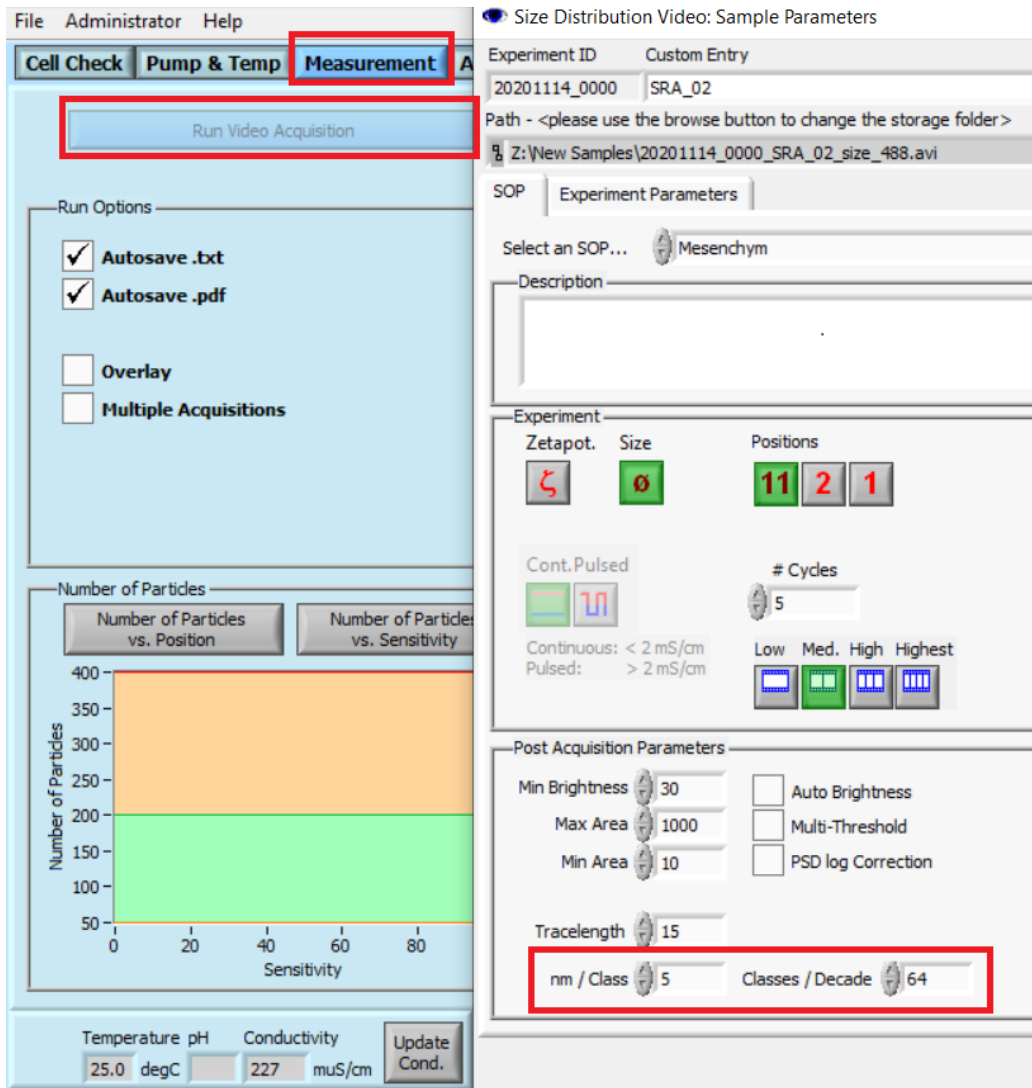 File Administrator Help
Cell Check Pump & Temp Measurement A
Run Video Acquisition
Run Options
Autosave .txt
Autosave .pdf
Overlay
Multiple Acquisitions
Number of Particles
Number of Particles
vs. Position
Number of Particles
vs. Sensitivity
400
350
300
250
200
150
100
50
Number of Particles
0 20 40 60 80
Sensitivity
Temperature pH Conductivity
25.0 degC 227 muS/cm
Update
Cond.
Size Distribution Video: Sample Parameters
Experiment ID Custom Entry
20201114_0000 SRA_02
Path - <please use the browse button to change the storage folder>
Z:\New Samples\20201114_0000_SRA_02_size_488.avi
SOP Experiment Parameters
Select an SOP... Mesenchym
Description
.
Experiment
Zetapot. Size Positions
ζ ø 11 2 1
Cont. Pulsed
# Cycles
5
Continuous: < 2 mS/cm
Pulsed: > 2 mS/cm
Low Med. High Highest
Post Acquisition Parameters
Min Brightness 30 Auto Brightness
Max Area 1000 Multi-Threshold
Min Area 10 PSD log Correction
Tracelength 15
nm / Class 5 Classes / Decade 64